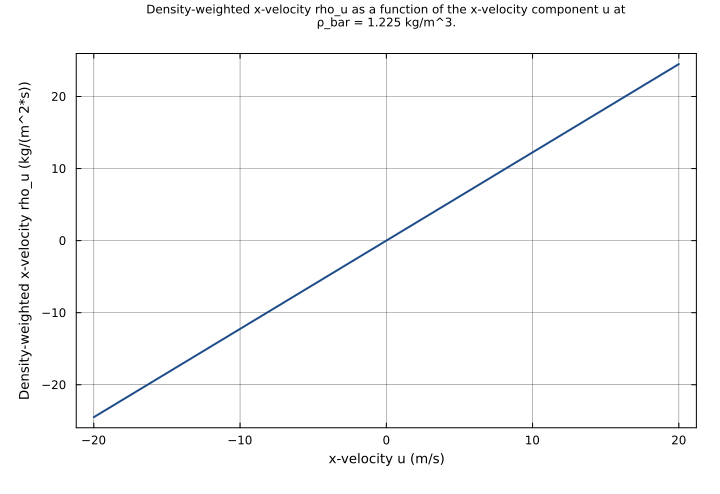 Density-weighted x-velocity rho_u as a function of the x-velocity component u at
ρ_bar = 1.225 kg/m^3.
Density-weighted x-velocity rho_u (kg/(m^2*s))
20
10
0
−10
−20
−20
−10
0
10
20
x-velocity u (m/s)